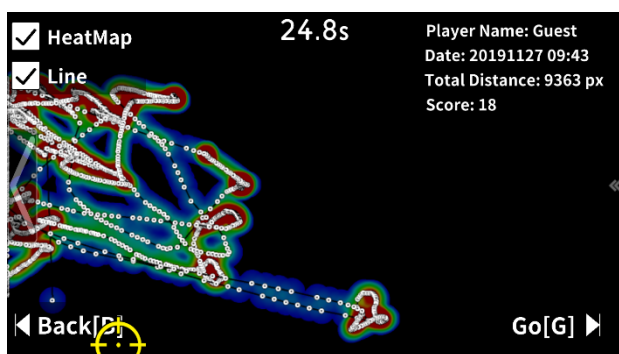 HeatMap
24.8s
Player Name: Guest
Date: 20191127 09:43
Line
Total Distance: 9363 px
Score: 18
Back[B]
Go[G]